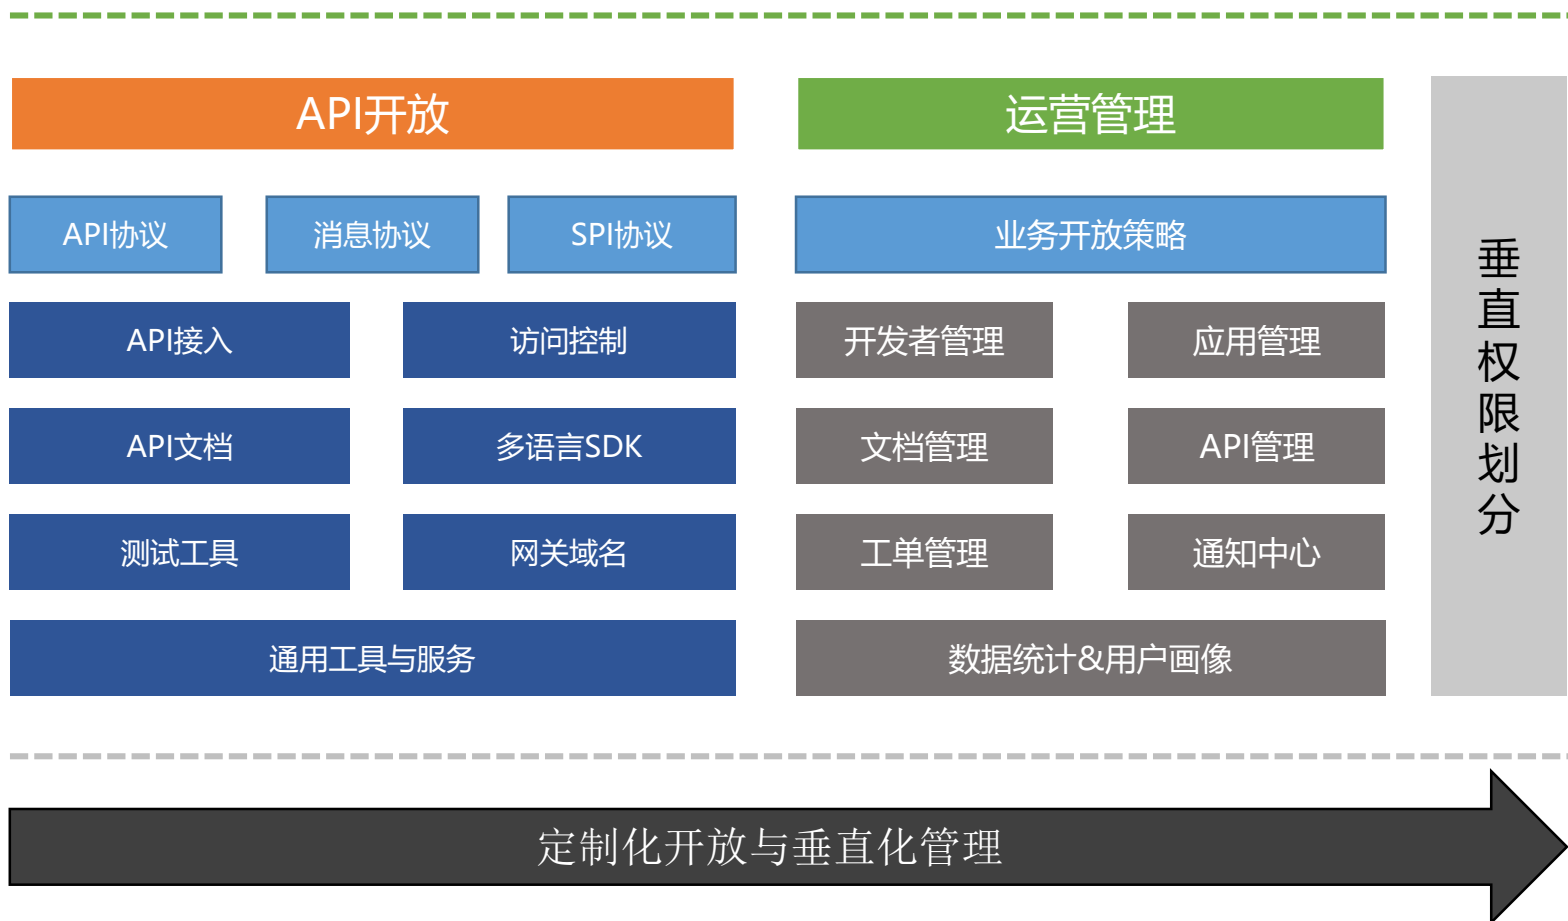 API开放
运营管理
API协议
消息协议
SPI协议
业务开放策略
API接入
访问控制
开发者管理
应用管理
API文档
多语言SDK
文档管理
API管理
测试工具
网关域名
工单管理
通知中心
通用工具与服务
数据统计&用户画像
垂直权限划分
定制化开放与垂直化管理